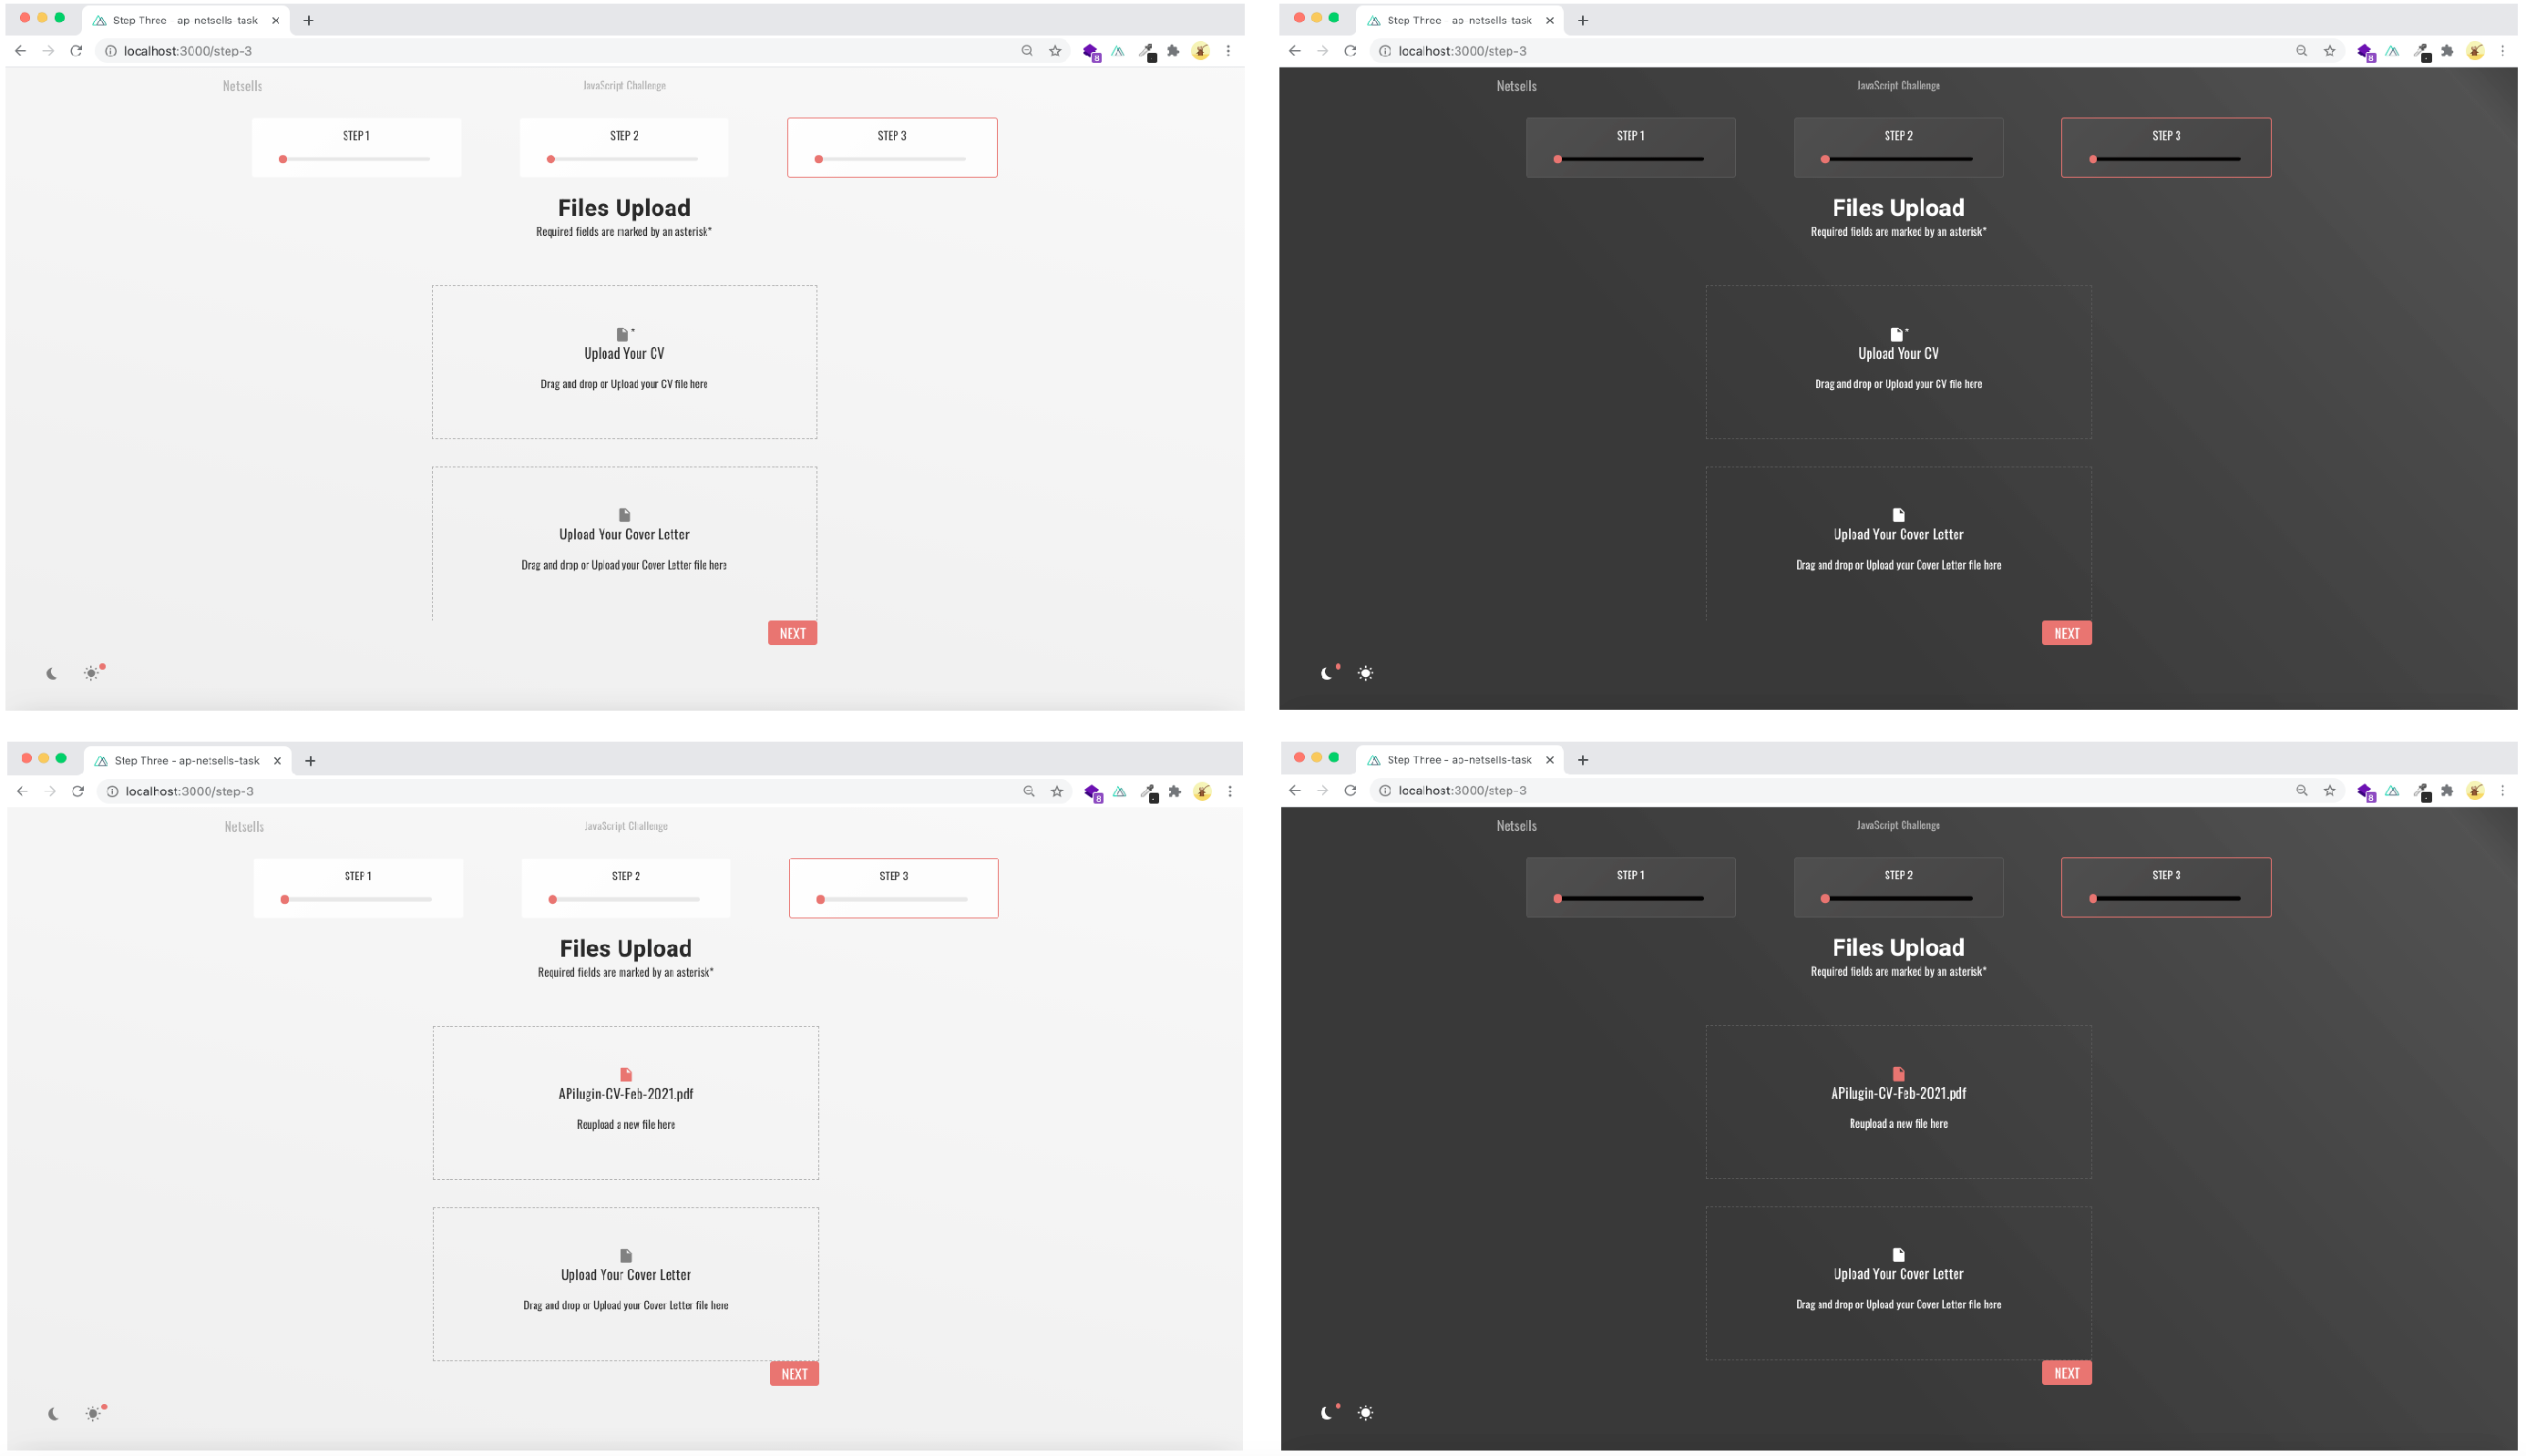 Step Three - ap-netsells-task
localhost:3000/step-3
8
Netsells
JavaScript Challenge
STEP 1
STEP 2
STEP 3
Files Upload
Required fields are marked by an asterisk*
*
Upload Your CV
Drag and drop or Upload your CV file here
Upload Your Cover Letter
Drag and drop or Upload your Cover Letter file here
NEXT
Step Three - ap-netsells-task
localhost:3000/step-3
8
Netsells
JavaScript Challenge
STEP 1
STEP 2
STEP 3
Files Upload
Required fields are marked by an asterisk*
*
Upload Your CV
Drag and drop or Upload your CV file here
Upload Your Cover Letter
Drag and drop or Upload your Cover Letter file here
NEXT
Step Three - ap-netsells-task
localhost:3000/step-3
8
Netsells
JavaScript Challenge
STEP 1
STEP 2
STEP 3
Files Upload
Required fields are marked by an asterisk*
APilugin-CV-Feb-2021.pdf
Reupload a new file here
Upload Your Cover Letter
Drag and drop or Upload your Cover Letter file here
NEXT
Step Three - ap-netsells-task
localhost:3000/step-3
8
Netsells
JavaScript Challenge
STEP 1
STEP 2
STEP 3
Files Upload
Required fields are marked by an asterisk*
APilugin-CV-Feb-2021.pdf
Reupload a new file here
Upload Your Cover Letter
Drag and drop or Upload your Cover Letter file here
NEXT